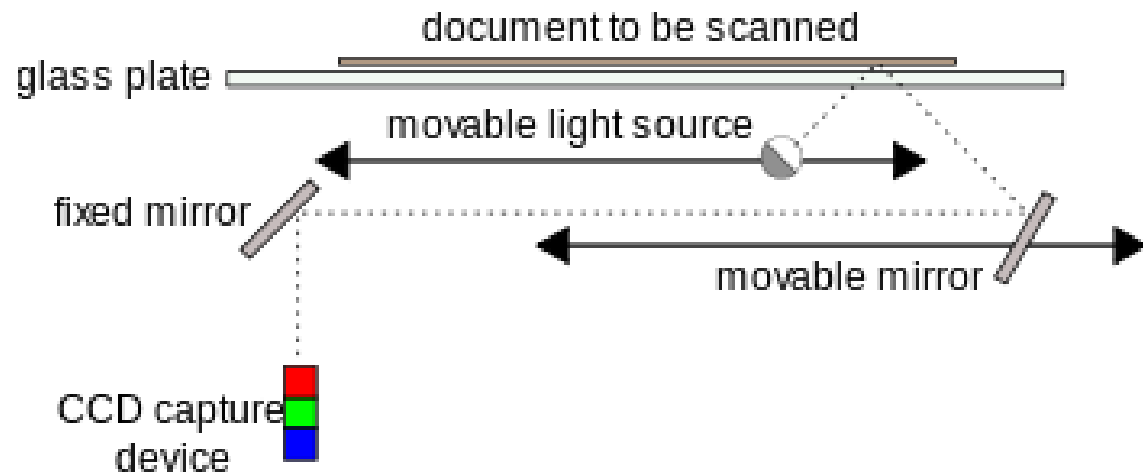 document to be scanned
glass plate
movable light source
fixed mirror
movable mirror
CCD capture
device